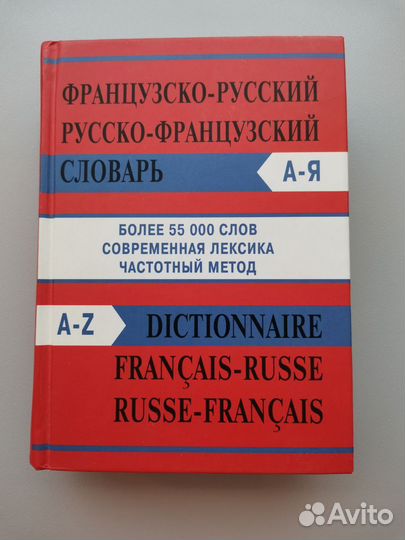 ФРАНЦУЗСКО-РУССКИЙ
РУССКО-ФРАНЦУЗСКИЙ
СЛОВАРЬ
А-Я
БОЛЕЕ 55 000 СЛОВ
СОВРЕМЕННАЯ ЛЕКСИКА
ЧАСТОТНЫЙ МЕТОД
A-Z
DICTIONNAIRE
FRANÇAIS-RUSSE
RUSSE-FRANÇAIS
Avito